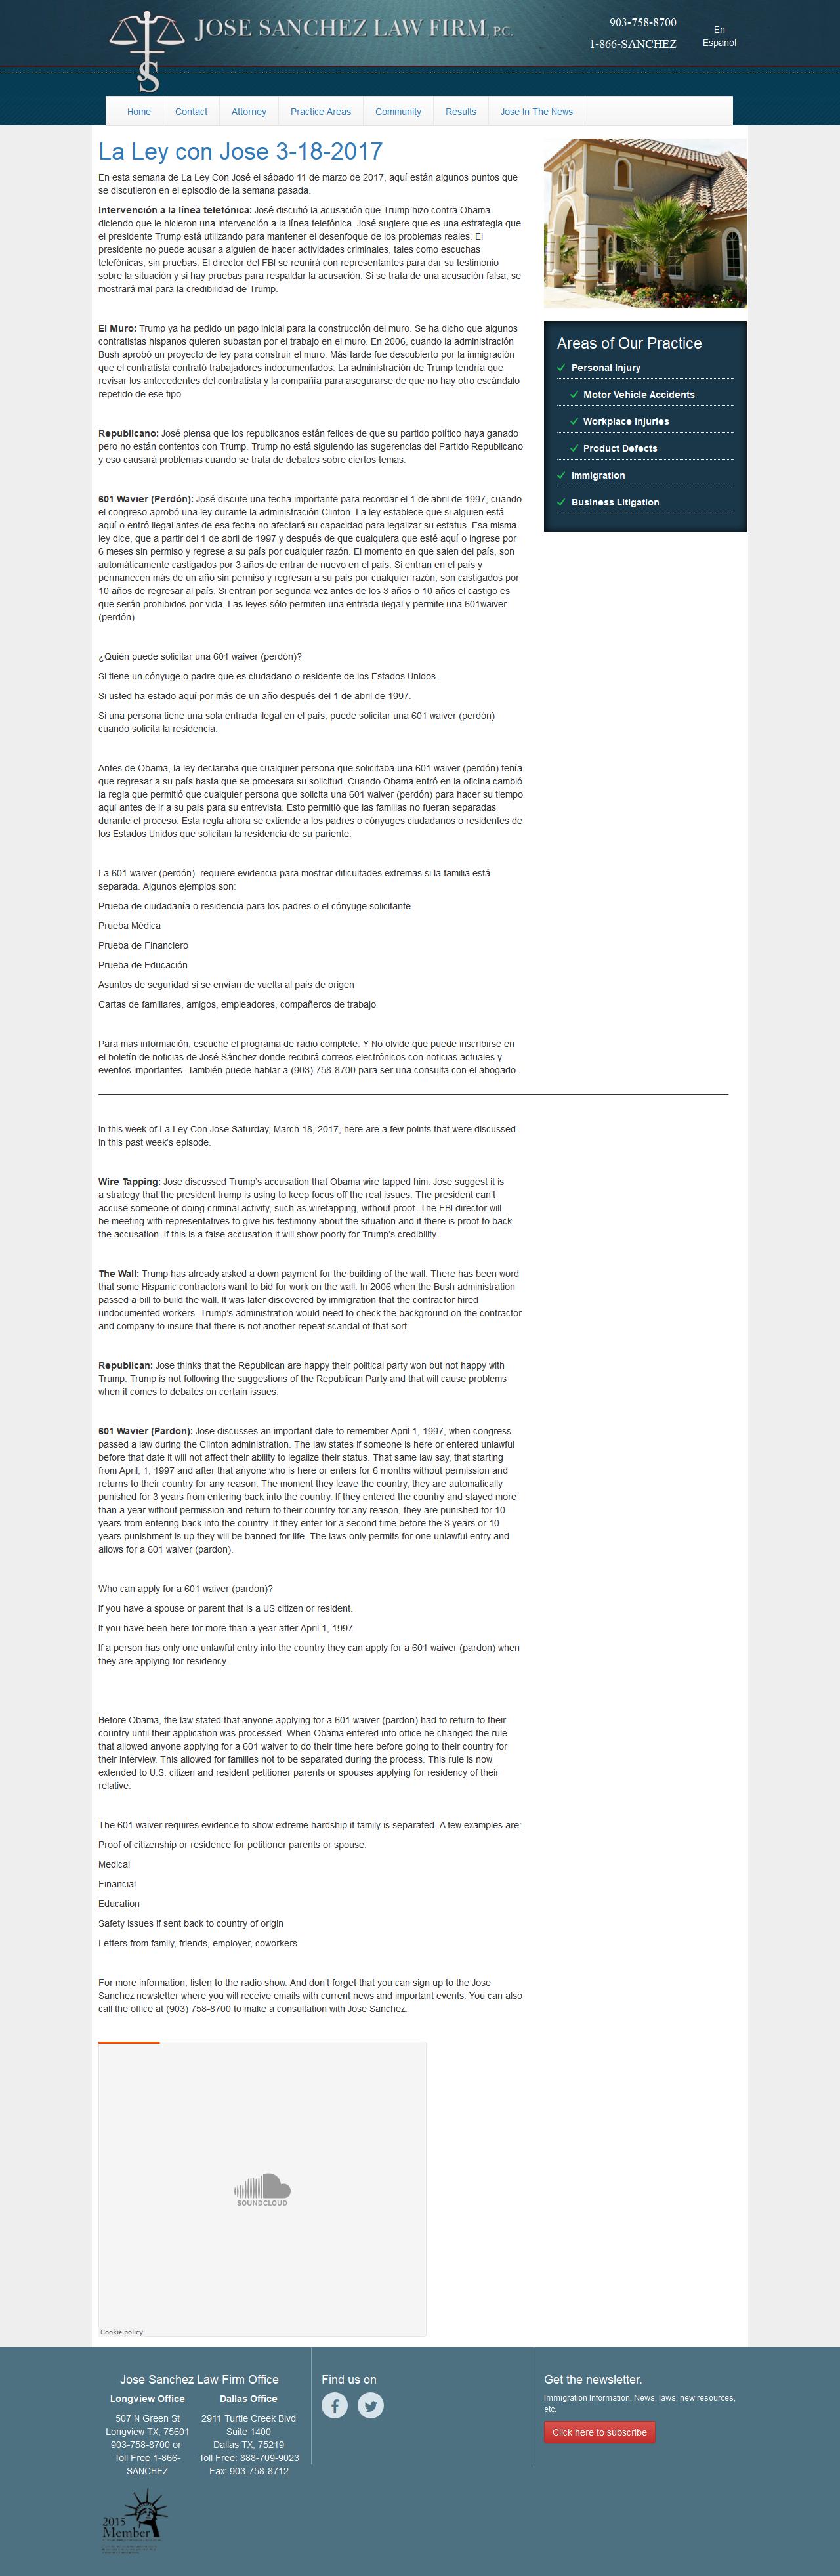 JOSE SANCHEZ LAW FIRM, P.C.
903-758-8700
1-866-SANCHEZ
En
Espanol
Home
Contact
Attorney
Practice Areas
Community
Results
Jose In The News
La Ley con Jose 3-18-2017
En esta semana de La Ley Con José el sábado 11 de marzo de 2017, aquí están algunos puntos que
se discutieron en el episodio de la semana pasada.
Intervención a la línea telefónica: José discutió la acusación que Trump hizo contra Obama
diciendo que le hicieron una intervención a la línea telefónica. José sugiere que es una estrategia que
el presidente Trump está utilizando para mantener el desenfoque de los problemas reales. El
presidente no puede acusar a alguien de hacer actividades criminales, tales como escuchas
telefónicas, sin pruebas. El director del FBI se reunirá con representantes para dar su testimonio
sobre la situación y si hay pruebas para respaldar la acusación. Si se trata de una acusación falsa, se
mostrará mal para la credibilidad de Trump.
El Muro: Trump ya ha pedido un pago inicial para la construcción del muro. Se ha dicho que algunos
contratistas hispanos quieren subastan por el trabajo en el muro. En 2006, cuando la administración
Bush aprobó un proyecto de ley para construir el muro. Más tarde fue descubierto por la inmigración
que el contratista contrató trabajadores indocumentados. La administración de Trump tendría que
revisar los antecedentes del contratista y la compañía para asegurarse de que no hay otro escándalo
repetido de ese tipo.
Republicano: José piensa que los republicanos están felices de que su partido político haya ganado
pero no están contentos con Trump. Trump no está siguiendo las sugerencias del Partido Republicano
y eso causará problemas cuando se trata de debates sobre ciertos temas.
601 Wavier (Perdón): José discute una fecha importante para recordar el 1 de abril de 1997, cuando
el congreso aprobó una ley durante la administración Clinton. La ley establece que si alguien está
aquí o entró ilegal antes de esa fecha no afectará su capacidad para legalizar su estatus. Esa misma
ley dice, que a partir del 1 de abril de 1997 y después de que cualquiera que esté aquí o ingrese por
6 meses sin permiso y regrese a su país por cualquier razón. El momento en que salen del país, son
automáticamente castigados por 3 años de entrar de nuevo en el país. Si entran en el país y
permanecen más de un año sin permiso y regresan a su país por cualquier razón, son castigados por
10 años de regresar al país. Si entran por segunda vez antes de los 3 años o 10 años el castigo es
que serán prohibidos por vida. Las leyes sólo permiten una entrada ilegal y permite una 601waiver
(perdón).
¿Quién puede solicitar una 601 waiver (perdón)?
Si tiene un cónyuge o padre que es ciudadano o residente de los Estados Unidos.
Si usted ha estado aquí por más de un año después del 1 de abril de 1997.
Si una persona tiene una sola entrada ilegal en el país, puede solicitar una 601 waiver (perdón)
cuando solicita la residencia.
Antes de Obama, la ley declaraba que cualquier persona que solicitaba una 601 waiver (perdón) tenía
que regresar a su país hasta que se procesara su solicitud. Cuando Obama entró en la oficina cambió
la regla que permitió que cualquier persona que solicita una 601 waiver (perdón) para hacer su tiempo
aquí antes de ir a su país para su entrevista. Esto permitió que las familias no fueran separadas
durante el proceso. Esta regla ahora se extiende a los padres o cónyuges ciudadanos o residentes de
los Estados Unidos que solicitan la residencia de su pariente.
La 601 waiver (perdón)  requiere evidencia para mostrar dificultades extremas si la familia está
separada. Algunos ejemplos son:
Prueba de ciudadanía o residencia para los padres o el cónyuge solicitante.
Prueba Médica
Prueba de Financiero
Prueba de Educación
Asuntos de seguridad si se envían de vuelta al país de origen
Cartas de familiares, amigos, empleadores, compañeros de trabajo
Para mas información, escuche el programa de radio complete. Y No olvide que puede inscribirse en
el boletín de noticias de José Sánchez donde recibirá correos electrónicos con noticias actuales y
eventos importantes. También puede hablar a (903) 758-8700 para ser una consulta con el abogado.
In this week of La Ley Con Jose Saturday, March 18, 2017, here are a few points that were discussed
in this past week's episode.
Wire Tapping: Jose discussed Trump's accusation that Obama wire tapped him. Jose suggest it is
a strategy that the president trump is using to keep focus off the real issues. The president can't
accuse someone of doing criminal activity, such as wiretapping, without proof. The FBI director will
be meeting with representatives to give his testimony about the situation and if there is proof to back
the accusation. If this is a false accusation it will show poorly for Trump's credibility.
The Wall: Trump has already asked a down payment for the building of the wall. There has been word
that some Hispanic contractors want to bid for work on the wall. In 2006 when the Bush administration
passed a bill to build the wall. It was later discovered by immigration that the contractor hired
undocumented workers. Trump's administration would need to check the background on the contractor
and company to insure that there is not another repeat scandal of that sort.
Republican: Jose thinks that the Republican are happy their political party won but not happy with
Trump. Trump is not following the suggestions of the Republican Party and that will cause problems
when it comes to debates on certain issues.
601 Wavier (Pardon): Jose discusses an important date to remember April 1, 1997, when congress
passed a law during the Clinton administration. The law states if someone is here or entered unlawful
before that date it will not affect their ability to legalize their status. That same law say, that starting
from April, 1, 1997 and after that anyone who is here or enters for 6 months without permission and
returns to their country for any reason. The moment they leave the country, they are automatically
punished for 3 years from entering back into the country. If they entered the country and stayed more
than a year without permission and return to their country for any reason, they are punished for 10
years from entering back into the country. If they enter for a second time before the 3 years or 10
years punishment is up they will be banned for life. The laws only permits for one unlawful entry and
allows for a 601 waiver (pardon).
Who can apply for a 601 waiver (pardon)?
If you have a spouse or parent that is a US citizen or resident.
If you have been here for more than a year after April 1, 1997.
If a person has only one unlawful entry into the country they can apply for a 601 waiver (pardon) when
they are applying for residency.
Before Obama, the law stated that anyone applying for a 601 waiver (pardon) had to return to their
country until their application was processed. When Obama entered into office he changed the rule
that allowed anyone applying for a 601 waiver to do their time here before going to their country for
their interview. This allowed for families not to be separated during the process. This rule is now
extended to U.S. citizen and resident petitioner parents or spouses applying for residency of their
relative.
The 601 waiver requires evidence to show extreme hardship if family is separated. A few examples are:
Proof of citizenship or residence for petitioner parents or spouse.
Medical
Financial
Education
Safety issues if sent back to country of origin
Letters from family, friends, employer, coworkers
For more information, listen to the radio show. And don't forget that you can sign up to the Jose
Sanchez newsletter where you will receive emails with current news and important events. You can also
call the office at (903) 758-8700 to make a consultation with Jose Sanchez.
SOUNDCLOUD
Cookie policy
Areas of Our Practice
Personal Injury
Motor Vehicle Accidents
Workplace Injuries
Product Defects
Immigration
Business Litigation
Jose Sanchez Law Firm Office
Longview Office
507 N Green St
Longview TX, 75601
903-758-8700 or
Toll Free 1-866-
SANCHEZ
Dallas Office
2911 Turtle Creek Blvd
Suite 1400
Dallas TX, 75219
Toll Free: 888-709-9023
Fax: 903-758-8712
2015
Member
Find us on
Get the newsletter.
Immigration Information, News, laws, new resources,
etc.
Click here to subscribe